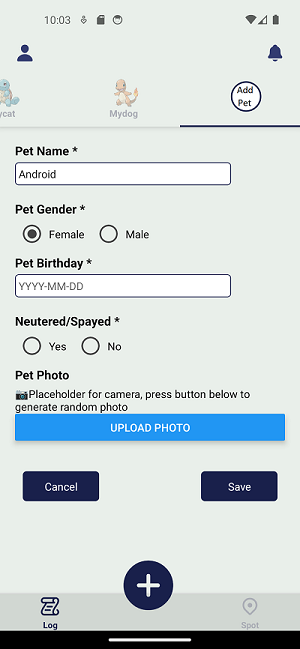 10:03
ycat
Mydog
Add
Pet
Pet Name *
Android
Pet Gender *
Female
Male
Pet Birthday *
YYYY-MM-DD
Neutered/Spayed *
Yes
No
Pet Photo
📷Placeholder for camera, press button below to
generate random photo
UPLOAD PHOTO
Cancel
Save
Log
Spot